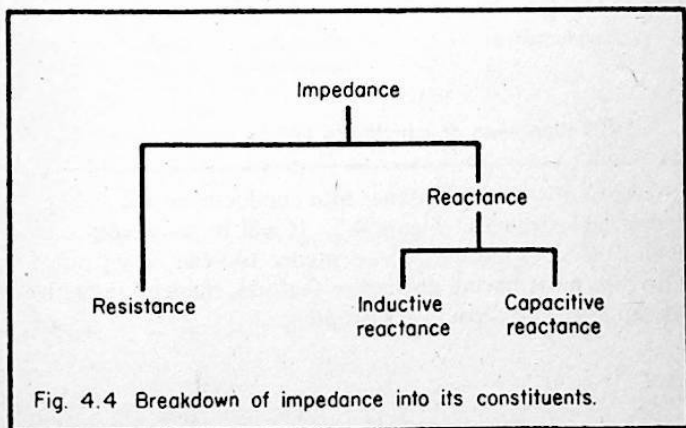 Impedance
Reactance
Resistance
Inductive reactance
Capacitive reactance
Fig. 4.4 Breakdown of impedance into its constituents.